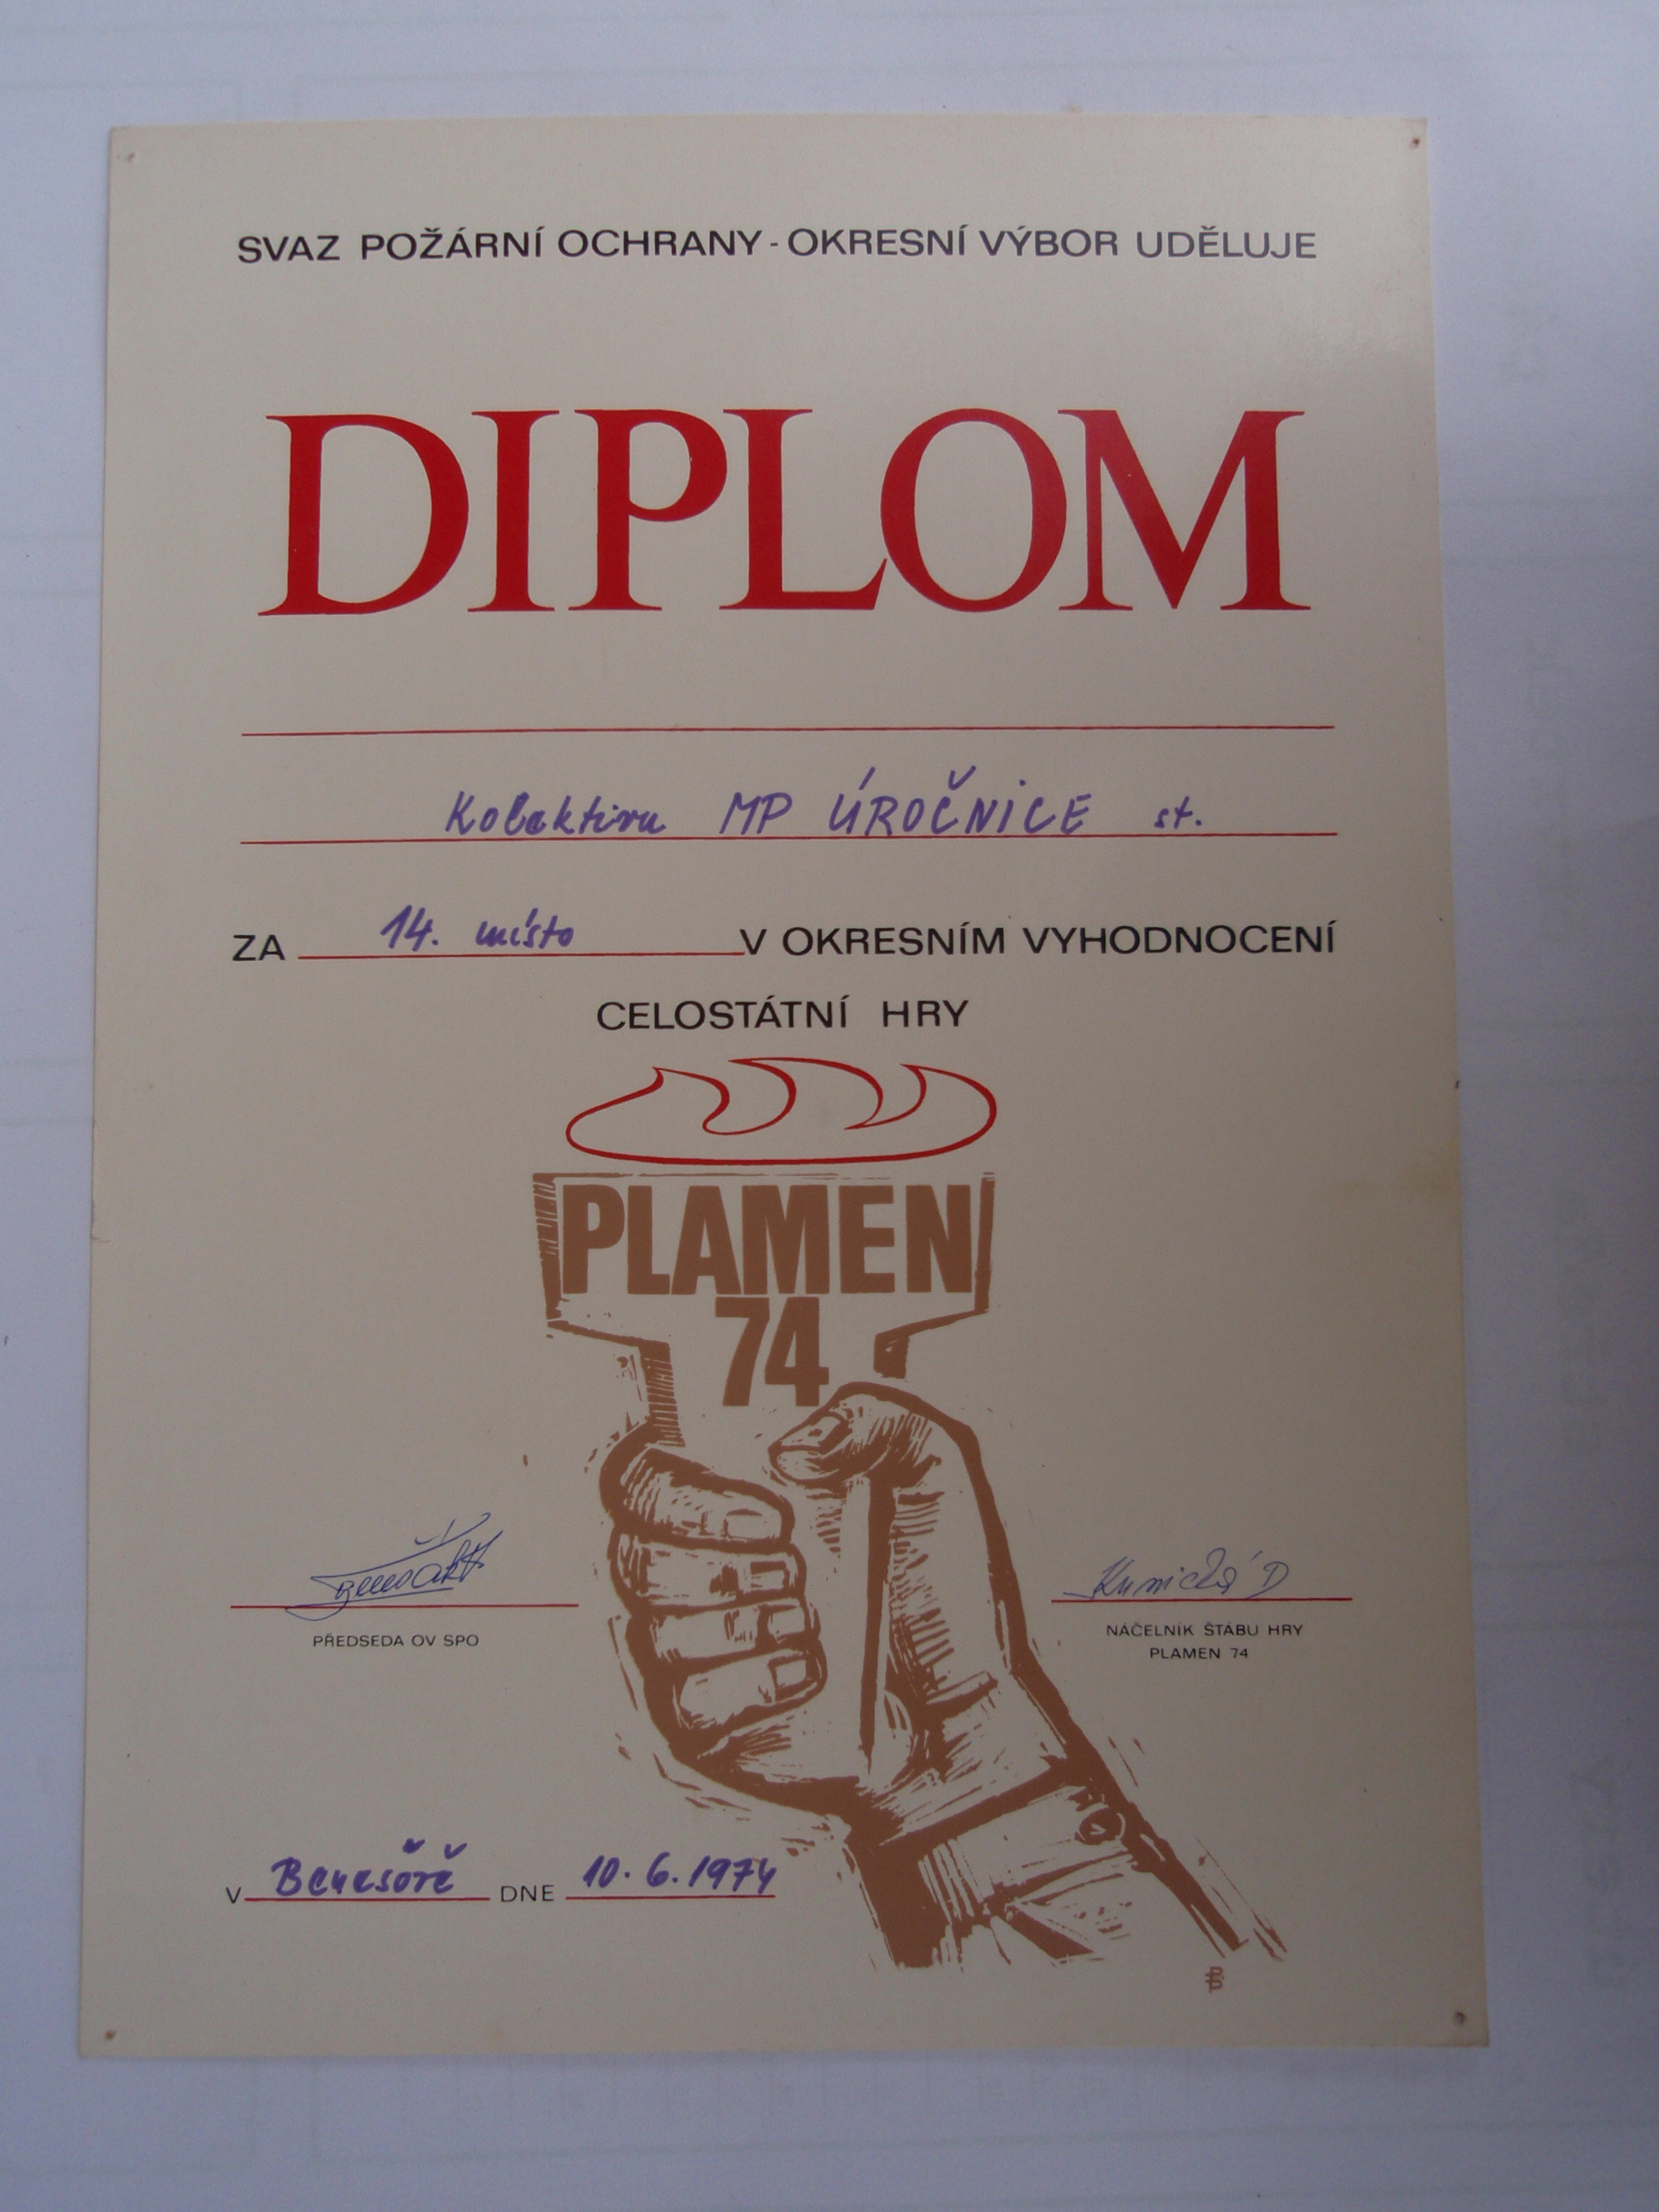 SVAZ POŽÁRNÍ OCHRANY - OKRESNÍ VÝBOR UDĚLUJE
DIPLOM
Kolektivu MP ÚROČNICE st.
ZA 14. místo V OKRESNÍM VYHODNOCENÍ
CELOSTÁTNÍ HRY
PLAMEN
74
PŘEDSEDA OV SPO
NÁČELNÍK ŠTÁBU HRY
PLAMEN 74
V Benešově DNE 10.6.1974